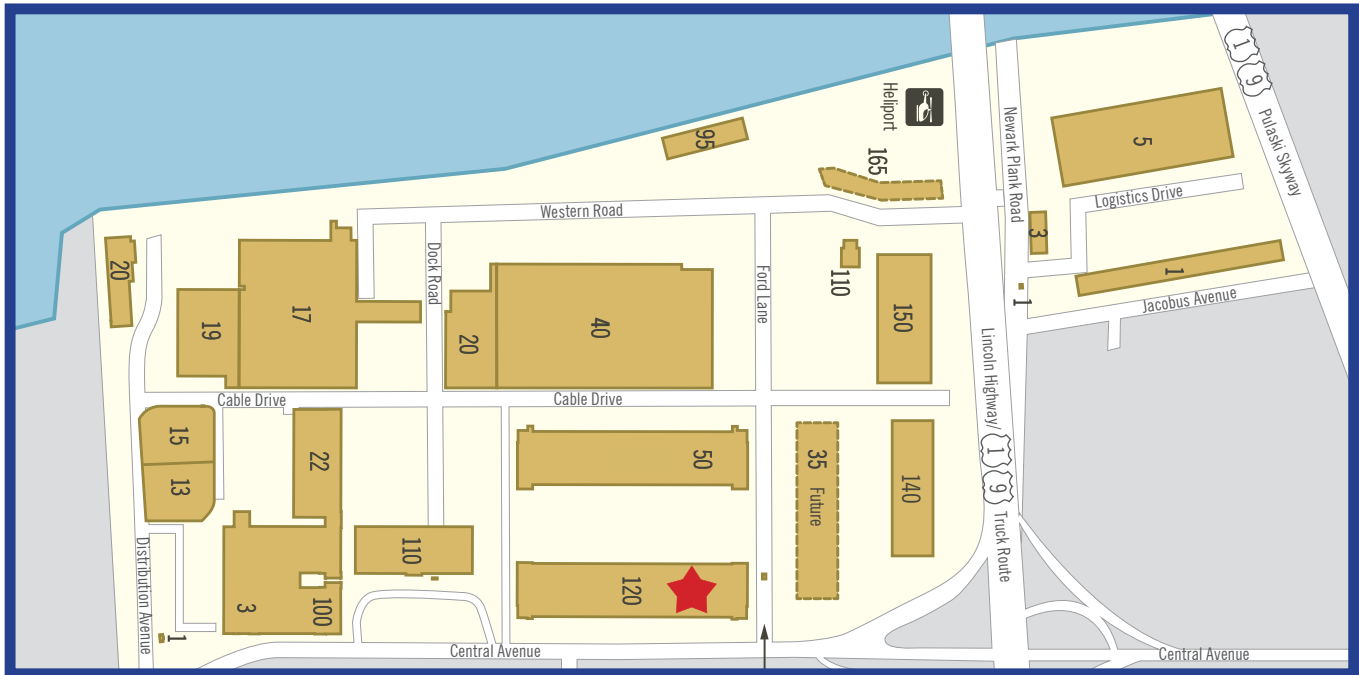 1
9
Pulaski Skyway
Heliport
Newark Plank Road
5
95
165
Logistics Drive
Western Road
3
20
Dock Road
Ford Lane
110
1
1
Jacobus Avenue
17
19
20
40
150
Lincoln Highway/
1
9
Truck Route
Cable Drive
Cable Drive
15
13
22
50
35 Future
140
Distribution Avenue
110
3
100
120
1
Central Avenue
Central Avenue